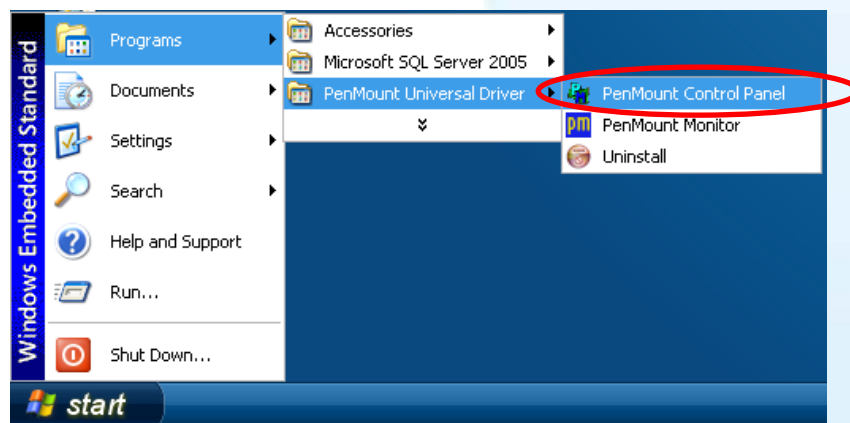 Windows Embedded Standard
Programs
Documents
Settings
Search
Help and Support
Run...
Shut Down...
Accessories
Microsoft SQL Server 2005
PenMount Universal Driver
PenMount Control Panel
pm PenMount Monitor
Uninstall
start